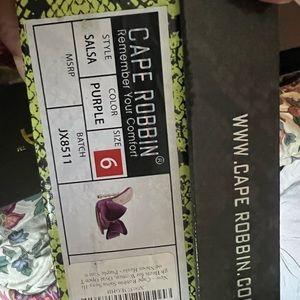 CAPE ROBBIN®
Remember Your Comfort
STYLE
SALSA
COLOR
PURPLE
SIZE
6
MSRP
BATCH
JX8511
WWW.CAPE ROBBIN.CO